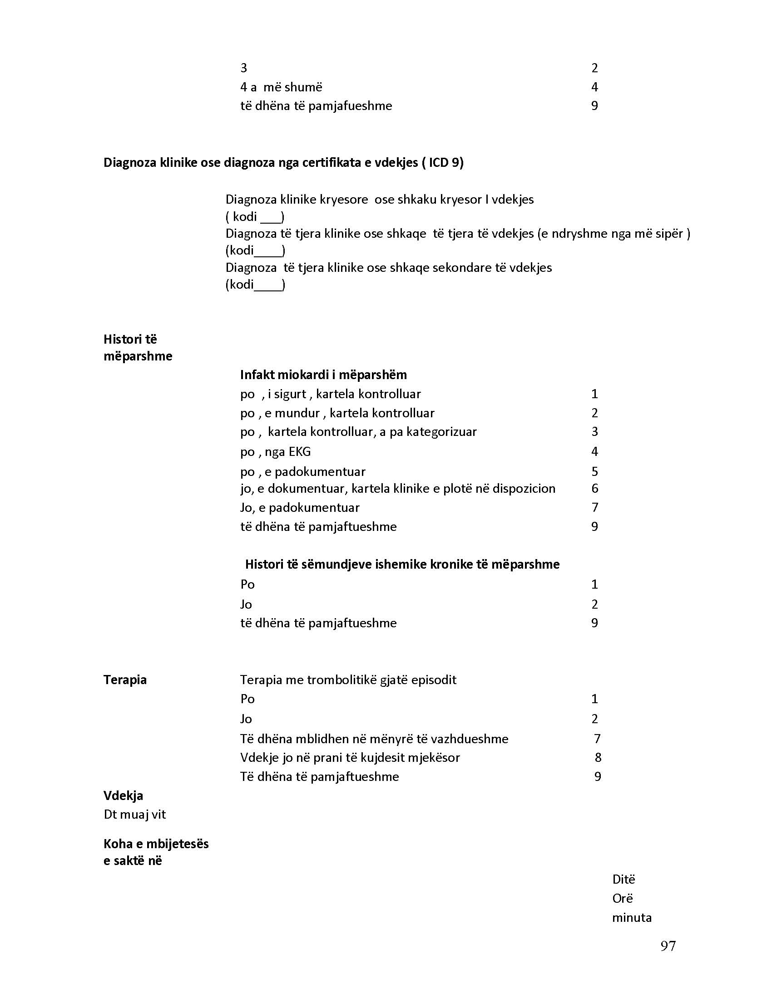 3 2
4 a më shumë 4
të dhëna të pamjafueshme 9
Diagnoza klinike ose diagnoza nga certifikata e vdekjes ( ICD 9)
Diagnoza klinike kryesore ose shkaku kryesor I vdekjes
( kodi ___)
Diagnoza të tjera klinike ose shkaqe të tjera të vdekjes (e ndryshme nga më sipër )
(kodi____)
Diagnoza të tjera klinike ose shkaqe sekondare të vdekjes
(kodi____)
Histori të
mëparshme
Infakt miokardi i mëparshëm
po , i sigurt , kartela kontrolluar 1
po , e mundur , kartela kontrolluar 2
po , kartela kontrolluar, a pa kategorizuar 3
po , nga EKG 4
po , e padokumentuar 5
jo, e dokumentuar, kartela klinike e plotë në dispozicion 6
Jo, e padokumentuar 7
të dhëna të pamjaftueshme 9
Histori të sëmundjeve ishemike kronike të mëparshme
Po 1
Jo 2
të dhëna të pamjaftueshme 9
Terapia Terapia me trombolitikë gjatë episodit
Po 1
Jo 2
Të dhëna mblidhen në mënyrë të vazhdueshme 7
Vdekje jo në prani të kujdesit mjekësor 8
Të dhëna të pamjaftueshme 9
Vdekja
Dt muaj vit
Koha e mbijetesës
e saktë në
Ditë
Orë
minuta
97